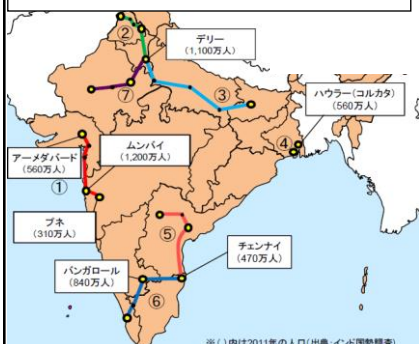 ②
デリー
(1,100万人)
⑦
③
ハウラー(コルカタ)
(560万人)
④
アーメダバード
(560万人)
ムンバイ
(1,200万人)
①
プネ
(310万人)
⑤
チェンナイ
(470万人)
バンガロール
(840万人)
⑥
※( )内は2011年の人口(出典:インド国勢調査)